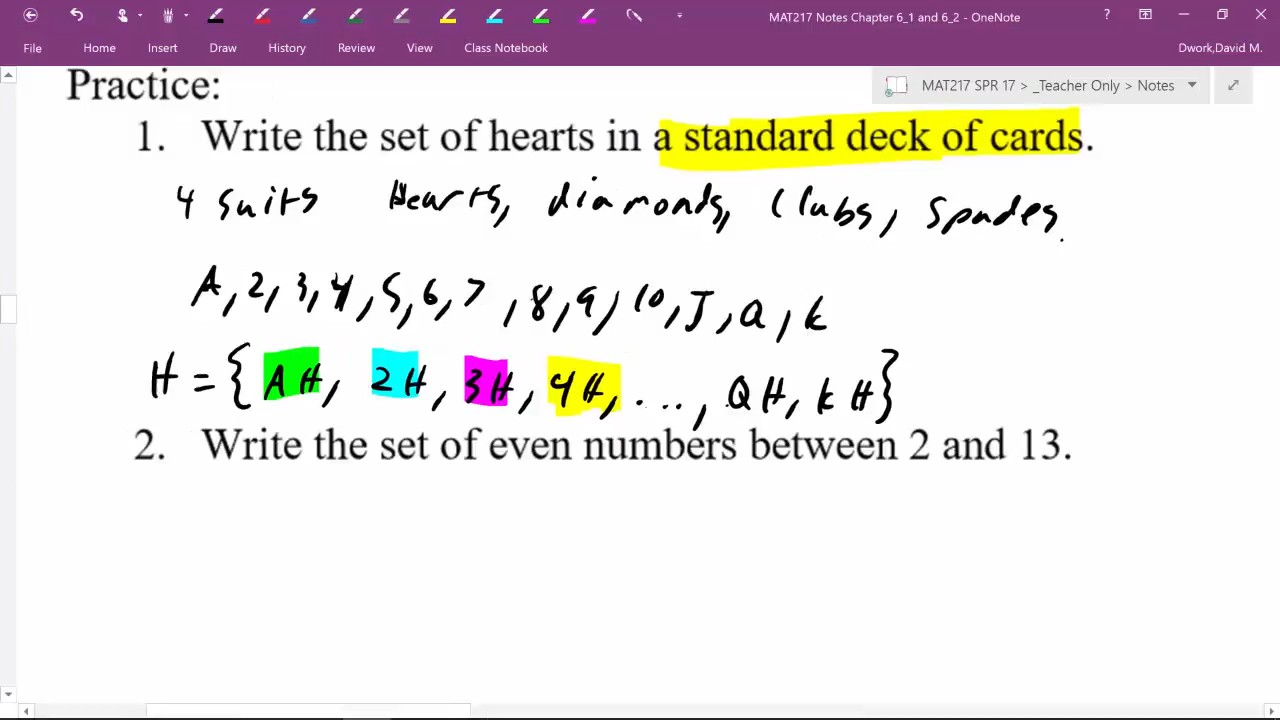 MAT217 Notes Chapter 6_1 and 6_2 - OneNote
?
File Home Insert Draw History Review View Class Notebook Dwork,David M.
MAT217 SPR 17 > _Teacher Only > Notes
Practice:
1. Write the set of hearts in a standard deck of cards.
4 suits Hearts, diamonds, Clubs, Spades.
A, 2, 3, 4, 5, 6, 7, 8, 9, 10, J, Q, K
H = { AH, 2H, 3H, 4H, ..., QH, KH}
2. Write the set of even numbers between 2 and 13.